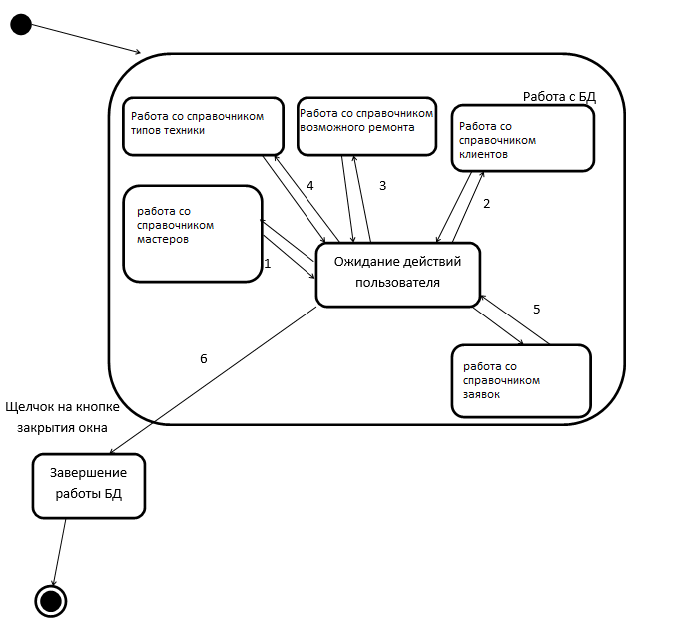 Работа с БД
Работа со справочником
типов техники
Работа со справочником
возможного ремонта
Работа со
справочником
клиентов
4
3
2
работа со
справочником
мастеров
1
Ожидание действий
пользователя
5
6
работа со
справочником
заявок
Щелчок на кнопке
закрытия окна
Завершение
работы БД